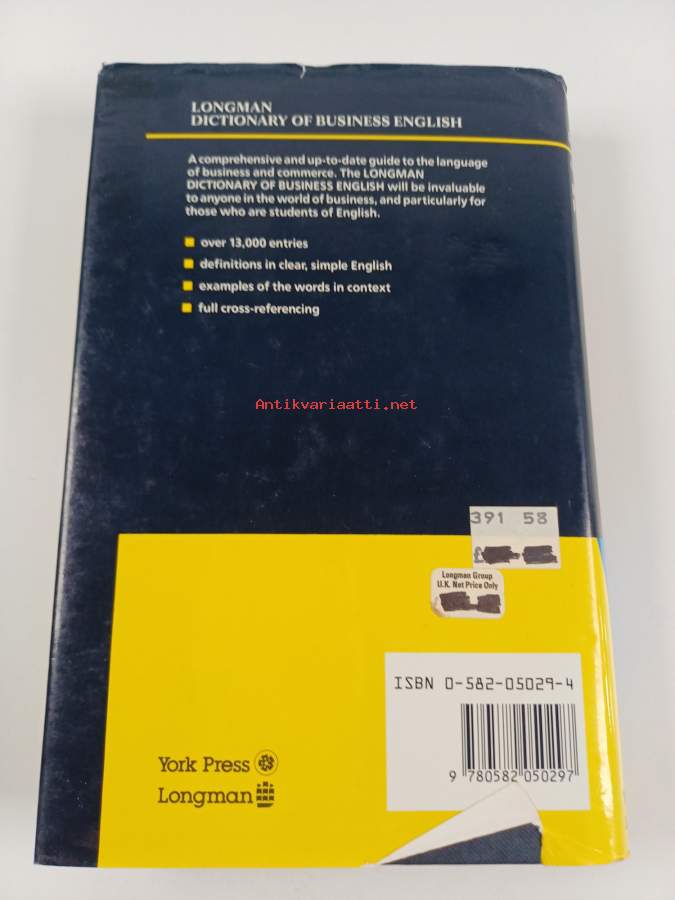 LONGMAN
DICTIONARY OF BUSINESS ENGLISH
A comprehensive and up-to-date guide to the language
of business and commerce. The LONGMAN
DICTIONARY OF BUSINESS ENGLISH will be invaluable
to anyone in the world of business, and particularly for
those who are students of English.
over 13,000 entries
definitions in clear, simple English
examples of the words in context
full cross-referencing
Antikvariaatti.net
391 58
£
Longman Group
U.K. Net Price Only
ISBN 0-582-05029-4
9 780582 050297
York Press
Longman